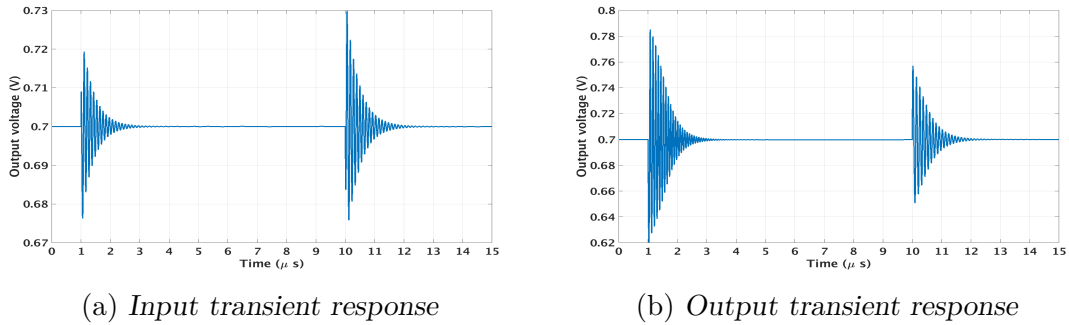 0.73
0.72
0.71
0.7
0.69
0.68
0.67
Output voltage (V)
0 1 2 3 4 5 6 7 8 9 10 11 12 13 14 15
Time (μ s)
(a) Input transient response
0.8
0.78
0.76
0.74
0.72
0.7
0.68
0.66
0.64
0.62
Output voltage (V)
0 1 2 3 4 5 6 7 8 9 10 11 12 13 14 15
Time (μ s)
(b) Output transient response